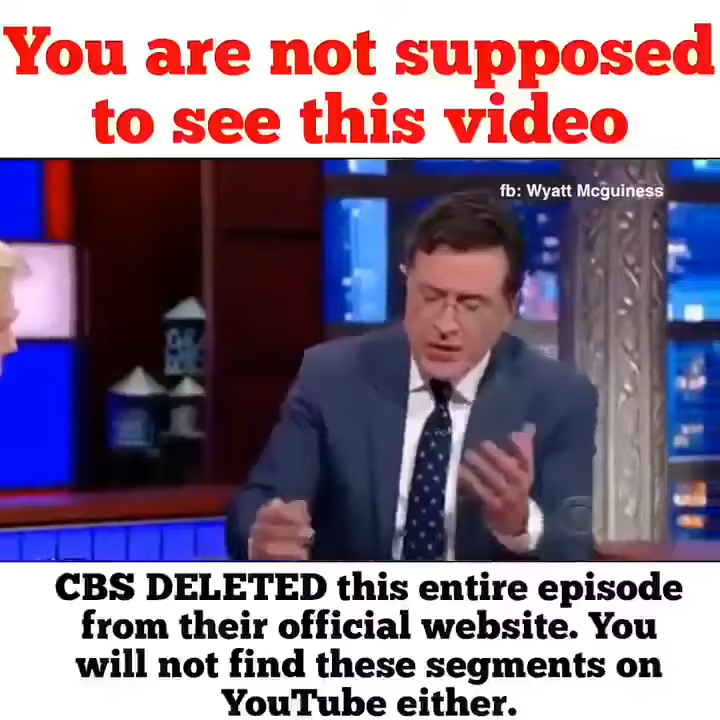 You are not supposed
to see this video
fb: Wyatt Mcguiness
CBS DELETED this entire episode
from their official website. You
will not find these segments on
YouTube either.